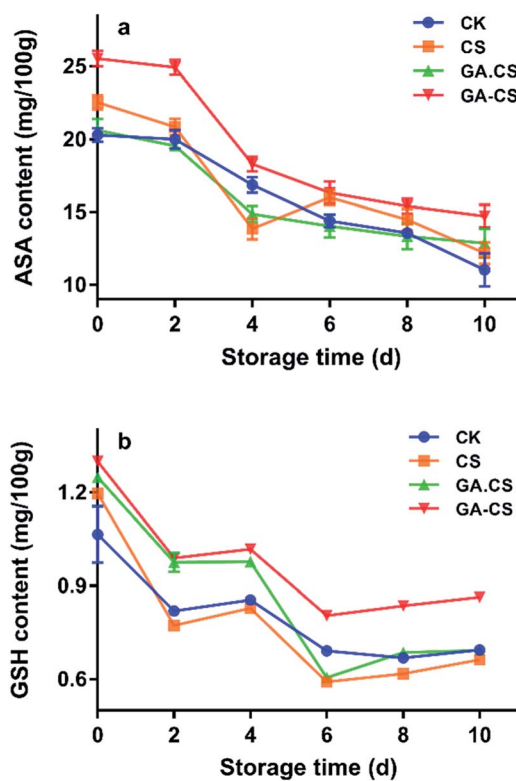 a
CK
CS
GA.CS
GA-CS
ASA content (mg/100g)
25
20
15
10
0 2 4 6 8 10
Storage time (d)
b
CK
CS
GA.CS
GA-CS
GSH content (mg/100g)
1.2
0.9
0.6
0 2 4 6 8 10
Storage time (d)